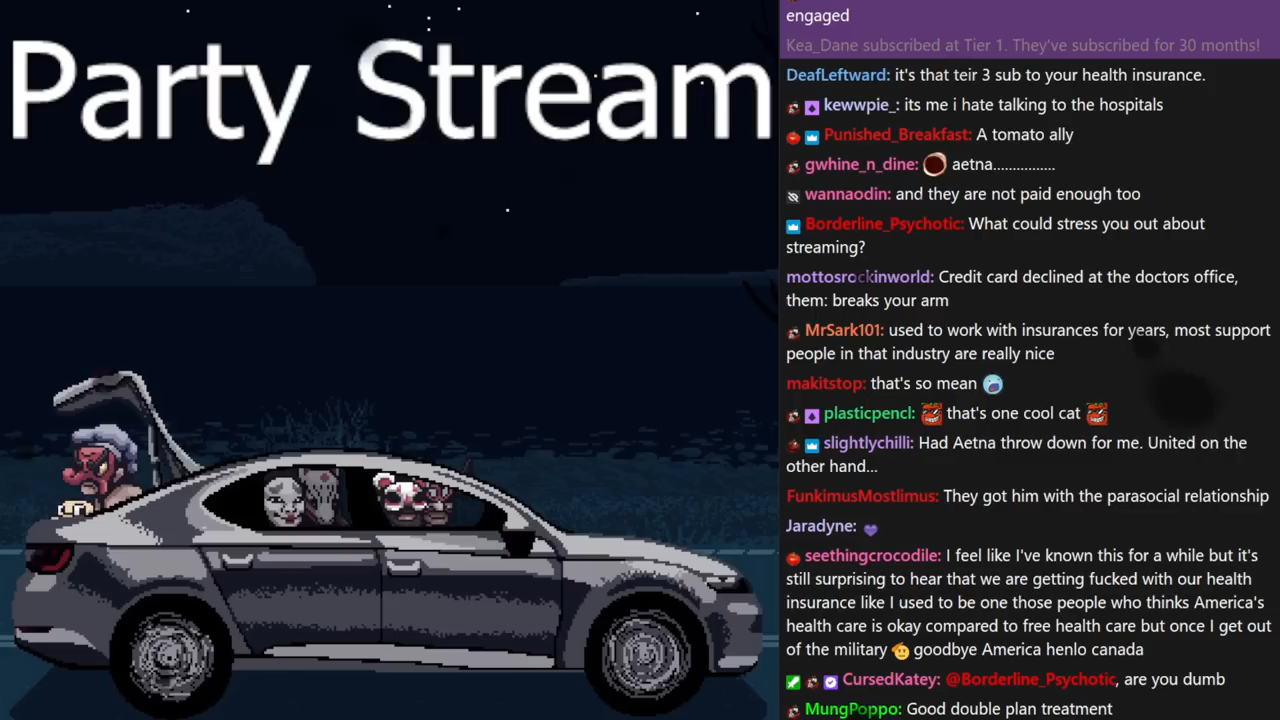 Party Stream
engaged
Kea_Dane subscribed at Tier 1. They've subscribed for 30 months!
DeafLeftward: it's that teir 3 sub to your health insurance.
kewwpie_: its me i hate talking to the hospitals
Punished_Breakfast: A tomato ally
gwhine_n_dine: aetna...............
wannaodin: and they are not paid enough too
Borderline_Psychotic: What could stress you out about
streaming?
mottosrockinworld: Credit card declined at the doctors office,
them: breaks your arm
MrSark101: used to work with insurances for years, most support
people in that industry are really nice
makitstop: that's so mean
plasticpencl: that's one cool cat
slightlychilli: Had Aetna throw down for me. United on the
other hand...
FunkimusMostlimus: They got him with the parasocial relationship
Jaradyne:
seethingcrocodile: I feel like I've known this for a while but it's
still surprising to hear that we are getting fucked with our health
insurance like I used to be one those people who thinks America's
health care is okay compared to free health care but once I get out
of the military goodbye America henlo canada
CursedKatey: @Borderline_Psychotic, are you dumb
MungPoppo: Good double plan treatment